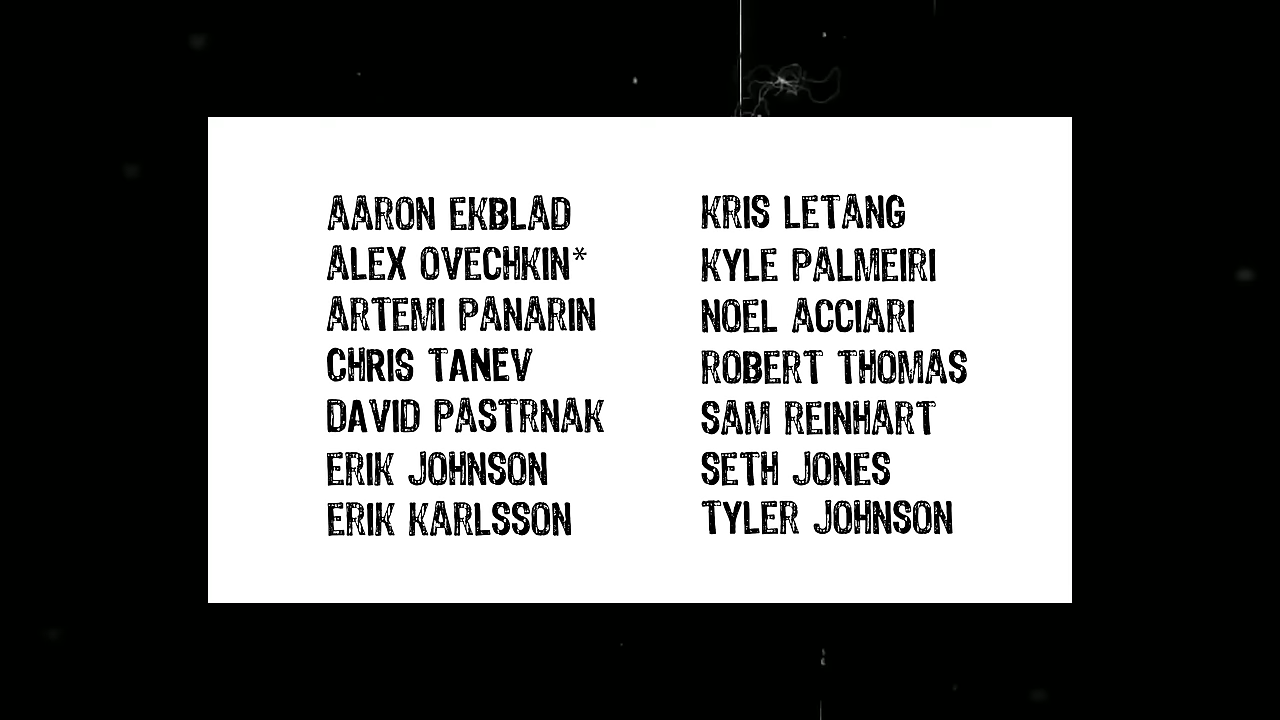 AARON EKBLAD
ALEX OVECHKIN*
ARTEMI PANARIN
CHRIS TANEV
DAVID PASTRNAK
ERIK JOHNSON
ERIK KARLSSON
KRIS LETANG
KYLE PALMEIRI
NOEL ACCIARI
ROBERT THOMAS
SAM REINHART
SETH JONES
TYLER JOHNSON